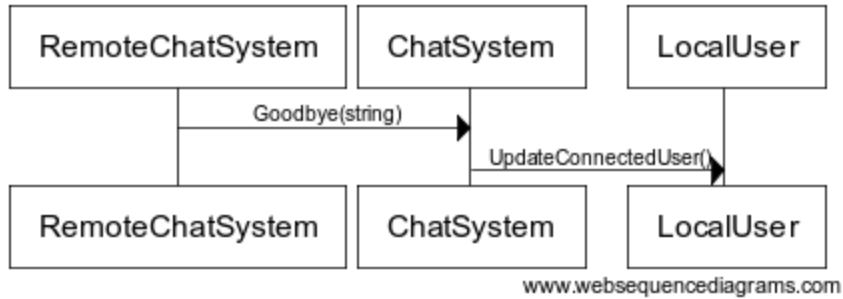 RemoteChatSystem
ChatSystem
LocalUser
Goodbye(string)
UpdateConnectedUser()
RemoteChatSystem
ChatSystem
LocalUser
www.websequencediagrams.com